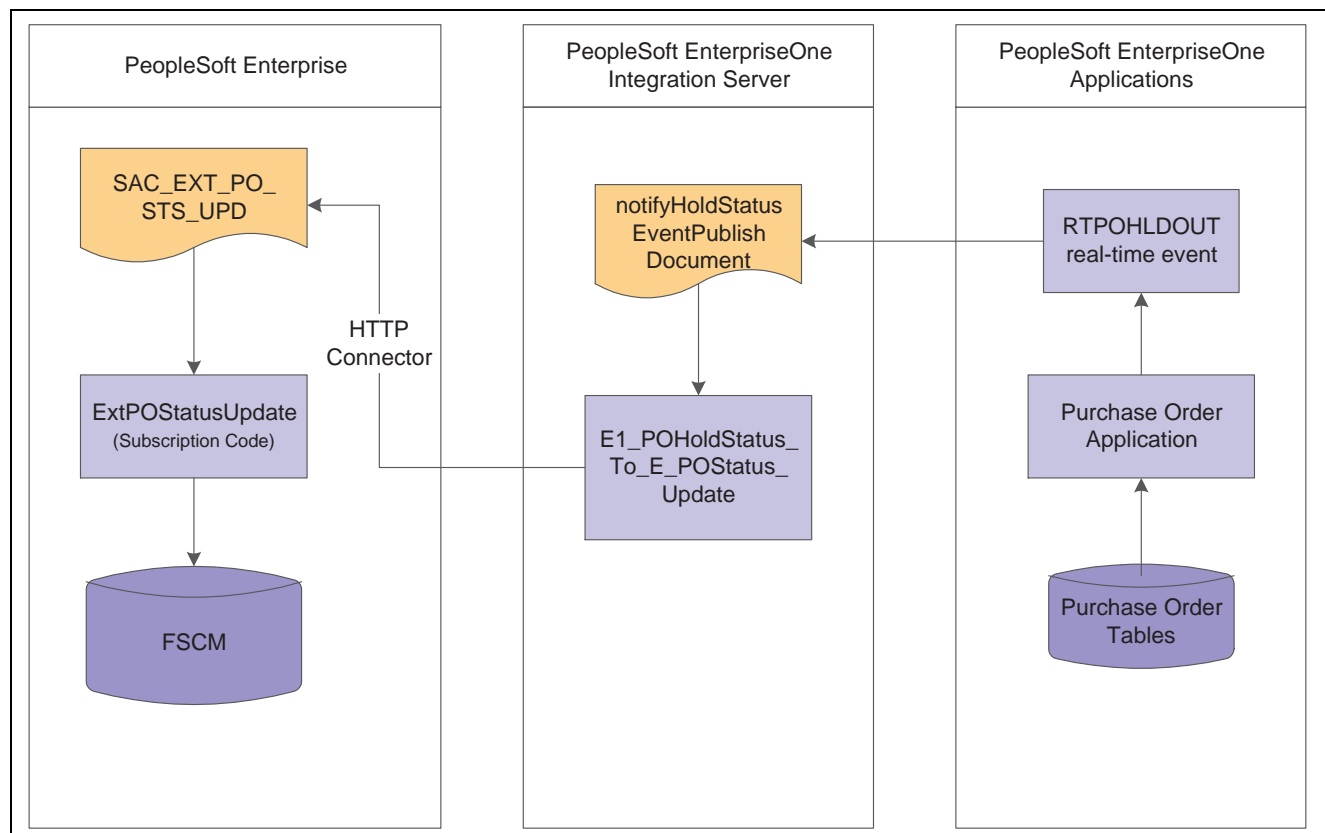 PeopleSoft Enterprise
SAC_EXT_PO_
STS_UPD
ExtPOStatusUpdate
(Subscription Code)
FSCM
HTTP
Connector
PeopleSoft EnterpriseOne
Integration Server
notifyHoldStatus
EventPublish
Document
E1_POHoldStatus_
To_E_POStatus_
Update
PeopleSoft EnterpriseOne
Applications
RTPOHLDOUT
real-time event
Purchase Order
Application
Purchase Order
Tables